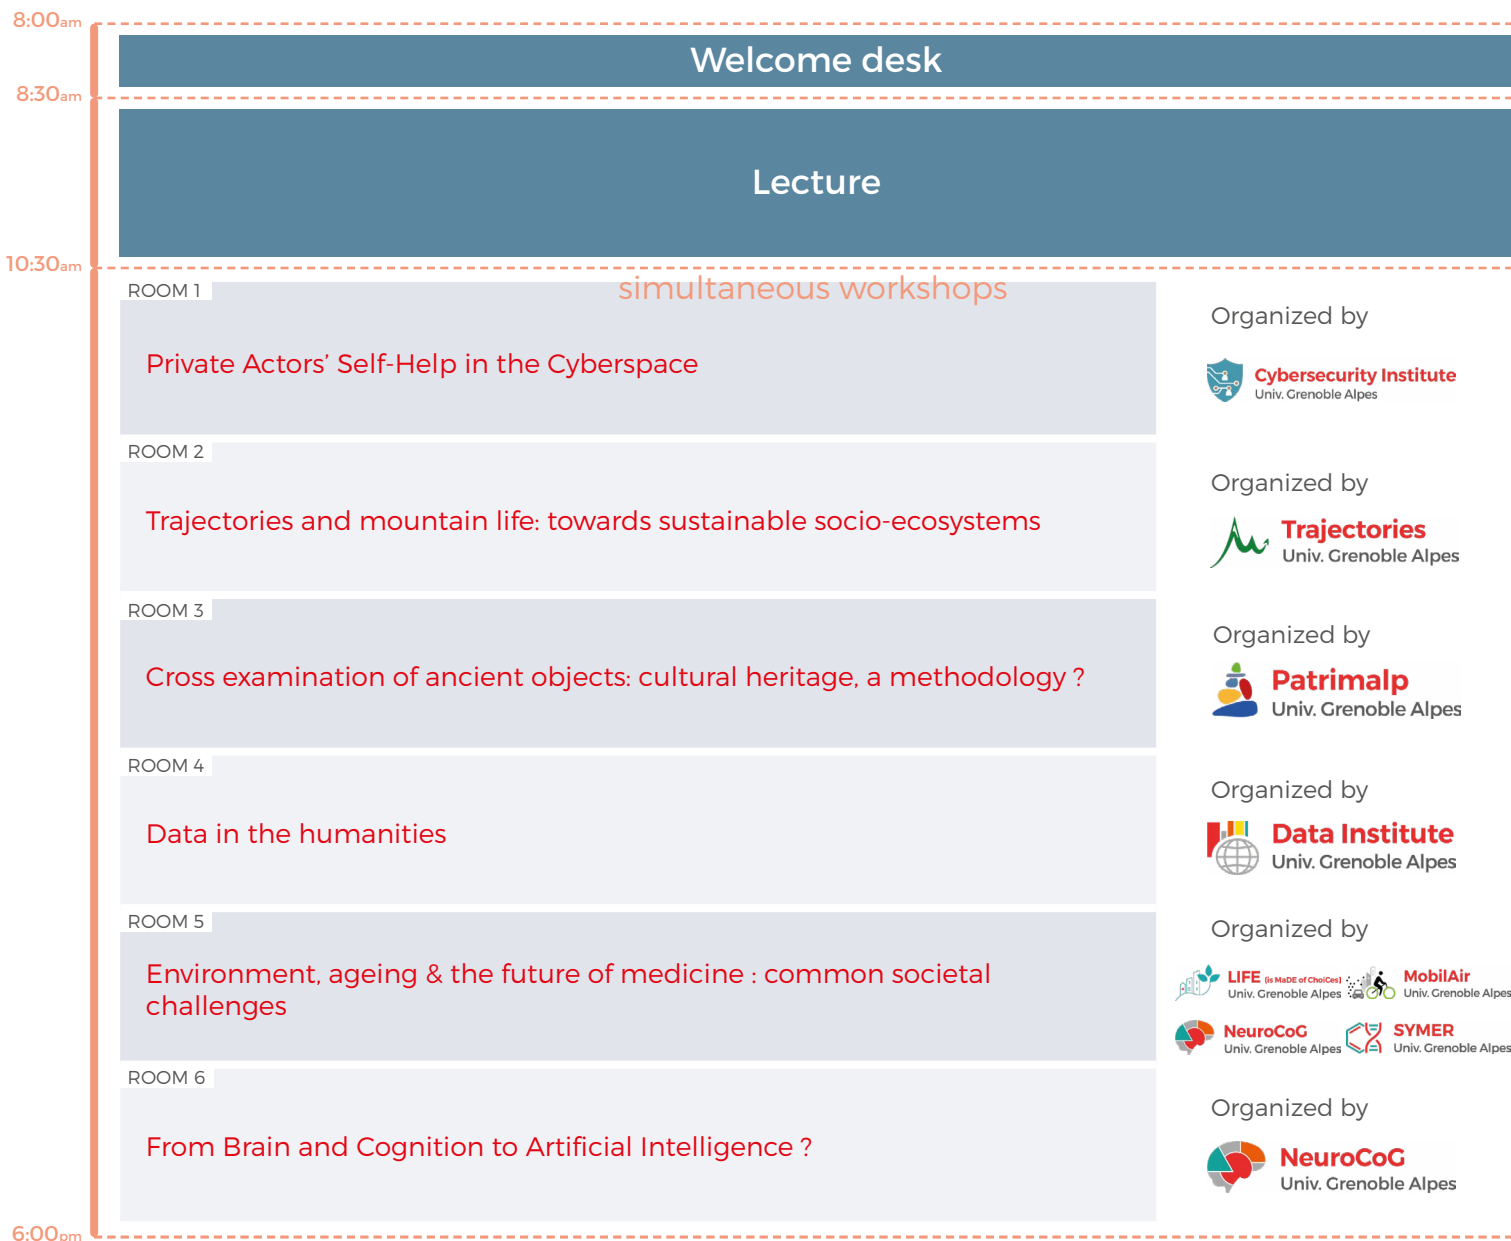 8:00am
Welcome desk
8:30am
Lecture
10:30am
simultaneous workshops
ROOM 1
Private Actors’ Self-Help in the Cyberspace
Organized by
Cybersecurity Institute
Univ. Grenoble Alpes
ROOM 2
Trajectories and mountain life: towards sustainable socio-ecosystems
Organized by
Trajectories
Univ. Grenoble Alpes
ROOM 3
Cross examination of ancient objects: cultural heritage, a methodology ?
Organized by
Patrimalp
Univ. Grenoble Alpes
ROOM 4
Data in the humanities
Organized by
Data Institute
Univ. Grenoble Alpes
ROOM 5
Environment, ageing & the future of medicine : common societal
challenges
Organized by
LIFE (is MaDE of ChoiCes)
Univ. Grenoble Alpes
MobilAir
Univ. Grenoble Alpes
NeuroCoG
Univ. Grenoble Alpes
SYMER
Univ. Grenoble Alpes
ROOM 6
From Brain and Cognition to Artificial Intelligence ?
Organized by
NeuroCoG
Univ. Grenoble Alpes
6:00pm